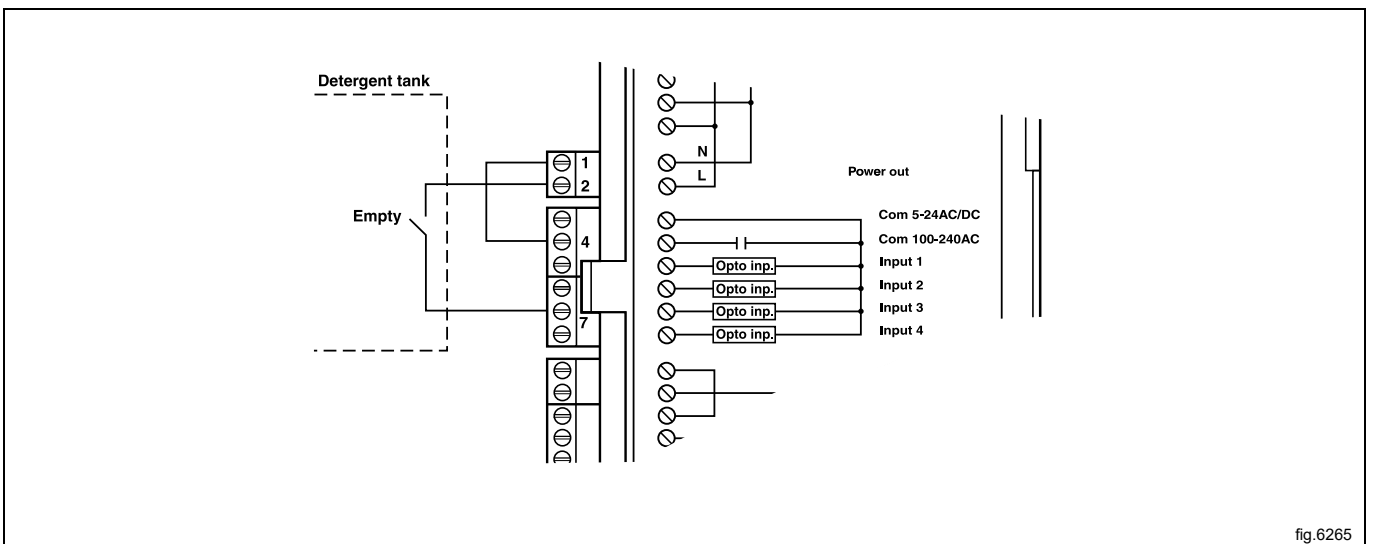 Detergent tank
Empty
1
2
4
7
N
L
Power out
Com 5-24AC/DC
Com 100-240AC
Opto inp. Input 1
Opto inp. Input 2
Opto inp. Input 3
Opto inp. Input 4
fig.6265